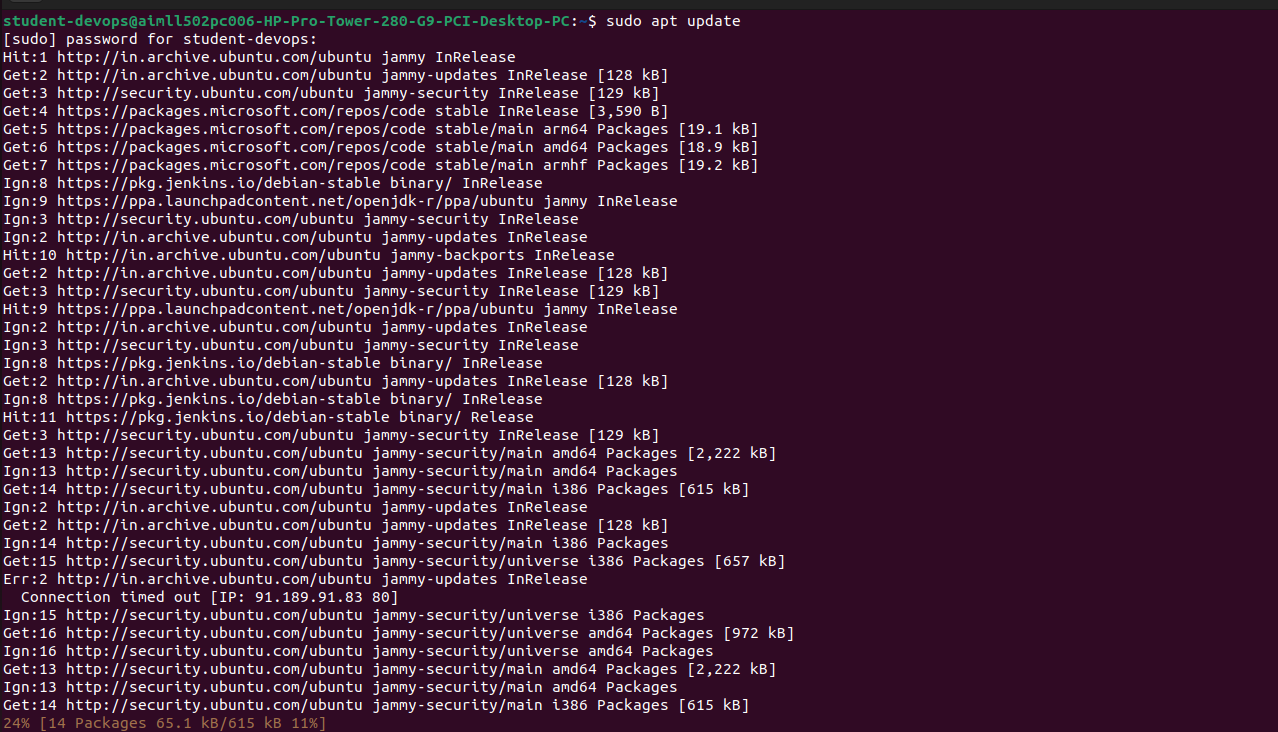 student-devops@aimll502pc006-HP-Pro-Tower-280-G9-PCI-Desktop-PC:~$ sudo apt update
[sudo] password for student-devops:
Hit:1 http://in.archive.ubuntu.com/ubuntu jammy InRelease
Get:2 http://in.archive.ubuntu.com/ubuntu jammy-updates InRelease [128 kB]
Get:3 http://security.ubuntu.com/ubuntu jammy-security InRelease [129 kB]
Get:4 https://packages.microsoft.com/repos/code stable InRelease [3,590 B]
Get:5 https://packages.microsoft.com/repos/code stable/main arm64 Packages [19.1 kB]
Get:6 https://packages.microsoft.com/repos/code stable/main amd64 Packages [18.9 kB]
Get:7 https://packages.microsoft.com/repos/code stable/main armhf Packages [19.2 kB]
Ign:8 https://pkg.jenkins.io/debian-stable binary/ InRelease
Ign:9 https://ppa.launchpadcontent.net/openjdk-r/ppa/ubuntu jammy InRelease
Ign:3 http://security.ubuntu.com/ubuntu jammy-security InRelease
Ign:2 http://in.archive.ubuntu.com/ubuntu jammy-updates InRelease
Hit:10 http://in.archive.ubuntu.com/ubuntu jammy-backports InRelease
Get:2 http://in.archive.ubuntu.com/ubuntu jammy-updates InRelease [128 kB]
Get:3 http://security.ubuntu.com/ubuntu jammy-security InRelease [129 kB]
Hit:9 https://ppa.launchpadcontent.net/openjdk-r/ppa/ubuntu jammy InRelease
Ign:2 http://in.archive.ubuntu.com/ubuntu jammy-updates InRelease
Ign:3 http://security.ubuntu.com/ubuntu jammy-security InRelease
Ign:8 https://pkg.jenkins.io/debian-stable binary/ InRelease
Get:2 http://in.archive.ubuntu.com/ubuntu jammy-updates InRelease [128 kB]
Ign:8 https://pkg.jenkins.io/debian-stable binary/ InRelease
Hit:11 https://pkg.jenkins.io/debian-stable binary/ Release
Get:3 http://security.ubuntu.com/ubuntu jammy-security InRelease [129 kB]
Get:13 http://security.ubuntu.com/ubuntu jammy-security/main amd64 Packages [2,222 kB]
Ign:13 http://security.ubuntu.com/ubuntu jammy-security/main amd64 Packages
Get:14 http://security.ubuntu.com/ubuntu jammy-security/main i386 Packages [615 kB]
Ign:2 http://in.archive.ubuntu.com/ubuntu jammy-updates InRelease
Get:2 http://in.archive.ubuntu.com/ubuntu jammy-updates InRelease [128 kB]
Ign:14 http://security.ubuntu.com/ubuntu jammy-security/main i386 Packages
Get:15 http://security.ubuntu.com/ubuntu jammy-security/universe i386 Packages [657 kB]
Err:2 http://in.archive.ubuntu.com/ubuntu jammy-updates InRelease
  Connection timed out [IP: 91.189.91.83 80]
Ign:15 http://security.ubuntu.com/ubuntu jammy-security/universe i386 Packages
Get:16 http://security.ubuntu.com/ubuntu jammy-security/universe amd64 Packages [972 kB]
Ign:16 http://security.ubuntu.com/ubuntu jammy-security/universe amd64 Packages
Get:13 http://security.ubuntu.com/ubuntu jammy-security/main amd64 Packages [2,222 kB]
Ign:13 http://security.ubuntu.com/ubuntu jammy-security/main amd64 Packages
Get:14 http://security.ubuntu.com/ubuntu jammy-security/main i386 Packages [615 kB]
24% [14 Packages 65.1 kB/615 kB 11%]